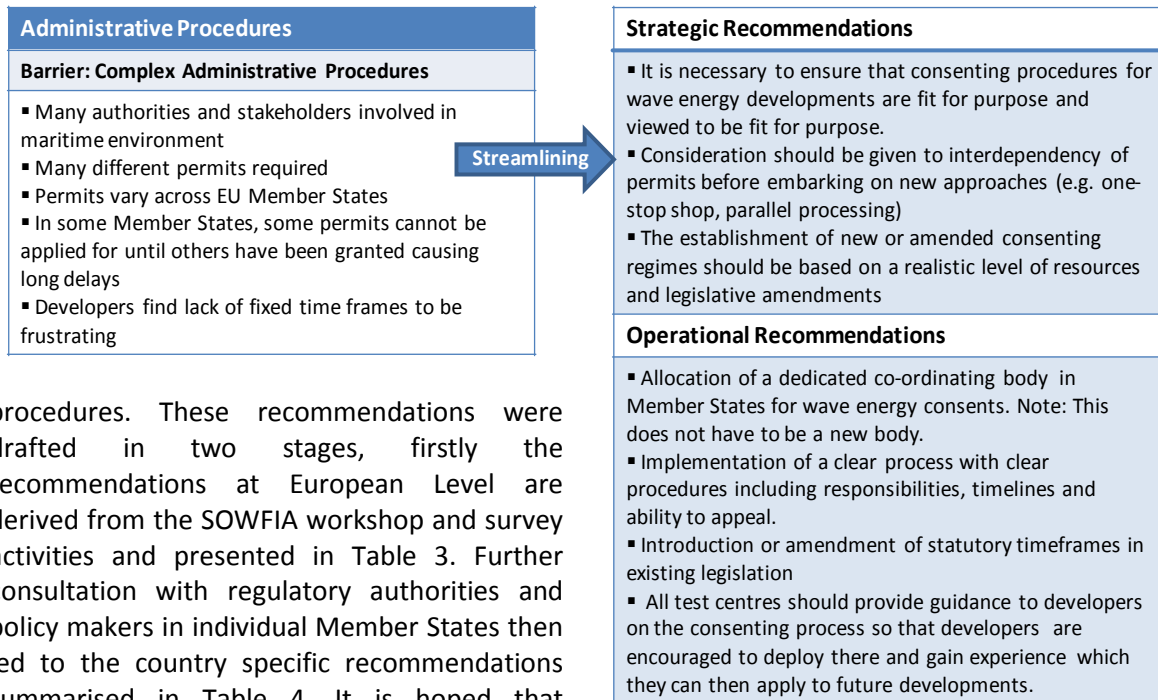 Administrative Procedures
Barrier: Complex Administrative Procedures
▪ Many authorities and stakeholders involved in
maritime environment
▪ Many different permits required
▪ Permits vary across EU Member States
▪ In some Member States, some permits cannot be
applied for until others have been granted causing
long delays
▪ Developers find lack of fixed time frames to be
frustrating
Streamlining
Strategic Recommendations
▪ It is necessary to ensure that consenting procedures for
wave energy developments are fit for purpose and
viewed to be fit for purpose.
▪ Consideration should be given to interdependency of
permits before embarking on new approaches (e.g. one-
stop shop, parallel processing)
▪ The establishment of new or amended consenting
regimes should be based on a realistic level of resources
and legislative amendments
Operational Recommendations
▪ Allocation of a dedicated co-ordinating body in
Member States for wave energy consents. Note: This
does not have to be a new body.
▪ Implementation of a clear process with clear
procedures including responsibilities, timelines and
ability to appeal.
▪ Introduction or amendment of statutory timeframes in
existing legislation
▪ All test centres should provide guidance to developers
on the consenting process so that developers are
encouraged to deploy there and gain experience which
they can then apply to future developments.
procedures. These recommendations were
drafted in two stages, firstly the
recommendations at European Level are
derived from the SOWFIA workshop and survey
activities and presented in Table 3. Further
consultation with regulatory authorities and
policy makers in individual Member States then
led to the country specific recommendations
summarised in Table 4. It is hoped that